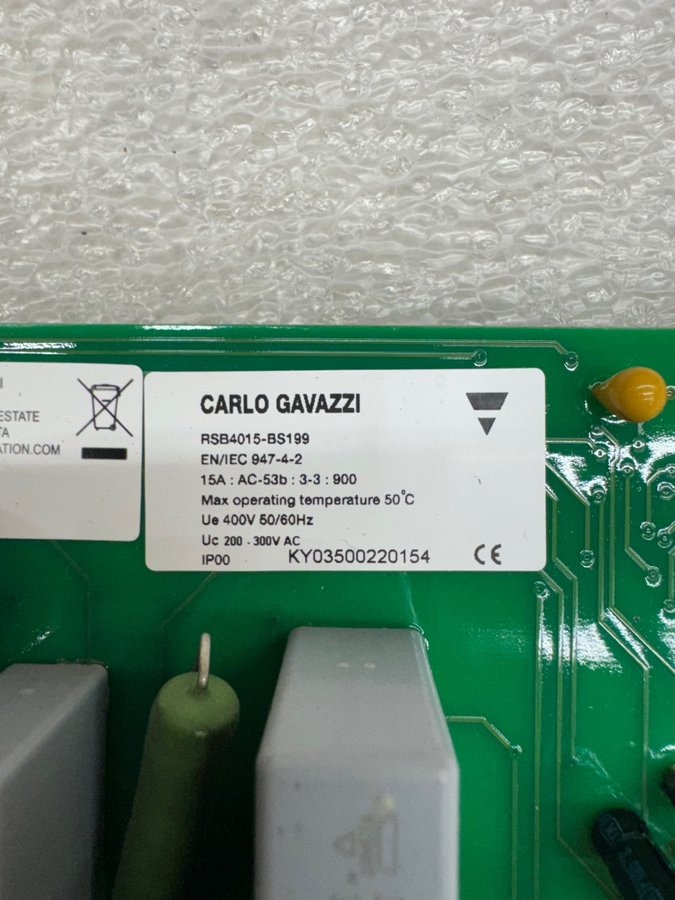 ESTATE
TA
ATION.COM
CARLO GAVAZZI
RSB4015-BS199
EN/IEC 947-4-2
15A : AC-53b : 3-3 : 900
Max operating temperature 50°C
Ue 400V 50/60Hz
Uc 200 - 300V AC
IP00 KY03500220154 CE